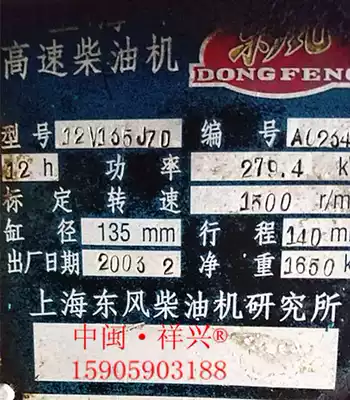 高速柴油机
DONGFENG
型号 12V135JZD 编号 A0234
12h 功率 279.4 k
标定转速 1500 r/m
缸径 135 mm 行程 140 m
出厂日期 2003 2 净重 1650 k
上海东风柴油机研究所
中闽·祥兴®
15905903188